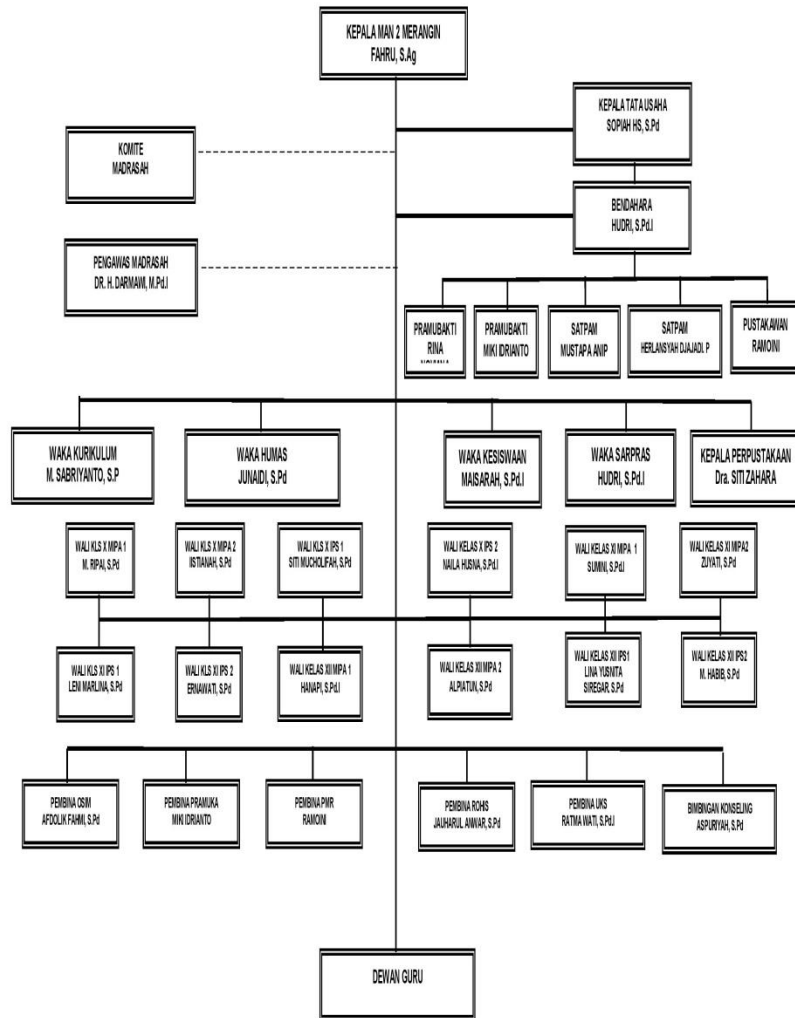 KEPALA MAN 2 MERANGIN
FAHRU, S.Ag
KEPALA TATA USAHA
SOPIAH HS, S.Pd
KOMITE
MADRASAH
BENDAHARA
HUDRI, S.Pd.I
PENGAWAS MADRASAH
DR. H. DARMAWI, M.Pd.I
PRAMUBAKTI
RINA
PRAMUBAKTI
MIKI IDRIANTO
SATPAM
MUSTAPA ANIP
SATPAM
HERLANSYAH DJAJADI. P
PUSTAKAWAN
RAMOINI
WAKA KURIKULUM
M. SABRIYANTO, S.P
WAKA HUMAS
JUNAIDI, S.Pd
WAKA KESISWAAN
MAISARAH, S.Pd.I
WAKA SARPRAS
HUDRI, S.Pd.I
KEPALA PERPUSTAKAAN
Dra. SITI ZAHARA
WALI KLS X MIPA 1
M. RIPAI, S.Pd
WALI KLS X MIPA 2
ISTIANAH, S.Pd
WALI KLS X IPS 1
SITI MUCHOLIFAH, S.Pd
WALI KELAS X IPS 2
NAILA HUSNA, S.Pd.I
WALI KELAS XI MIPA 1
SUMINI, S.Pd.I
WALI KELAS XI MIPA2
ZUYATI, S.Pd
WALI KLS XI IPS 1
LENI MARLINA, S.Pd
WALI KLS XI IPS 2
ERNAWATI, S.Pd
WALI KELAS XII MIPA 1
HANAPI, S.Pd.I
WALI KELAS XII MIPA 2
ALPIATUN, S.Pd
WALI KELAS XII IPS1
LINA YUSNITA
SIREGAR, S.Pd
WALI KELAS XII IPS2
M. HABIB, S.Pd
PEMBINA OSIM
AFDOLIK FAHMI, S.Pd
PEMBINA PRAMUKA
MIKI IDRIANTO
PEMBINA PMR
RAMOINI
PEMBINA ROHIS
JAUHARUL ANWAR, S.Pd
PEMBINA UKS
RATMA WATI, S.Pd.I
BIMBINGAN KONSELING
ASPURIYAH, S.Pd
DEWAN GURU